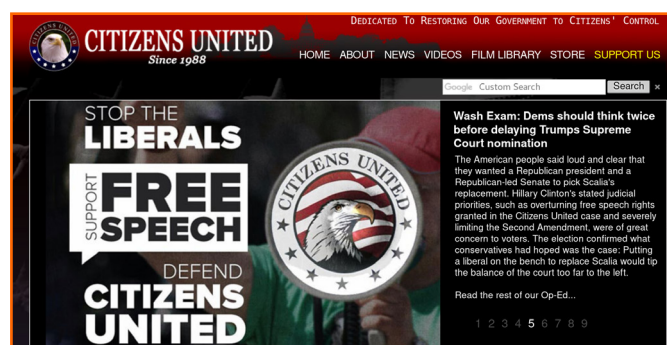 DEDICATED TO RESTORING OUR GOVERNMENT TO CITIZENS' CONTROL
CITIZENS UNITED
Since 1988
HOME ABOUT NEWS VIDEOS FILM LIBRARY STORE SUPPORT US
Google Custom Search Search ×
STOP THE
LIBERALS
SUPPORT
FREE
SPEECH
DEFEND
CITIZENS
UNITED
CITIZENS UNITED
Wash Exam: Dems should think twice
before delaying Trumps Supreme
Court nomination
The American people said loud and clear that
they wanted a Republican president and a
Republican-led Senate to pick Scalia's
replacement. Hillary Clinton's stated judicial
priorities, such as overturning free speech rights
granted in the Citizens United case and severely
limiting the Second Amendment, were of great
concern to voters. The election confirmed what
conservatives had hoped was the case: Putting
a liberal on the bench to replace Scalia would tip
the balance of the court too far to the left.
Read the rest of our Op-Ed...
1 2 3 4 5 6 7 8 9